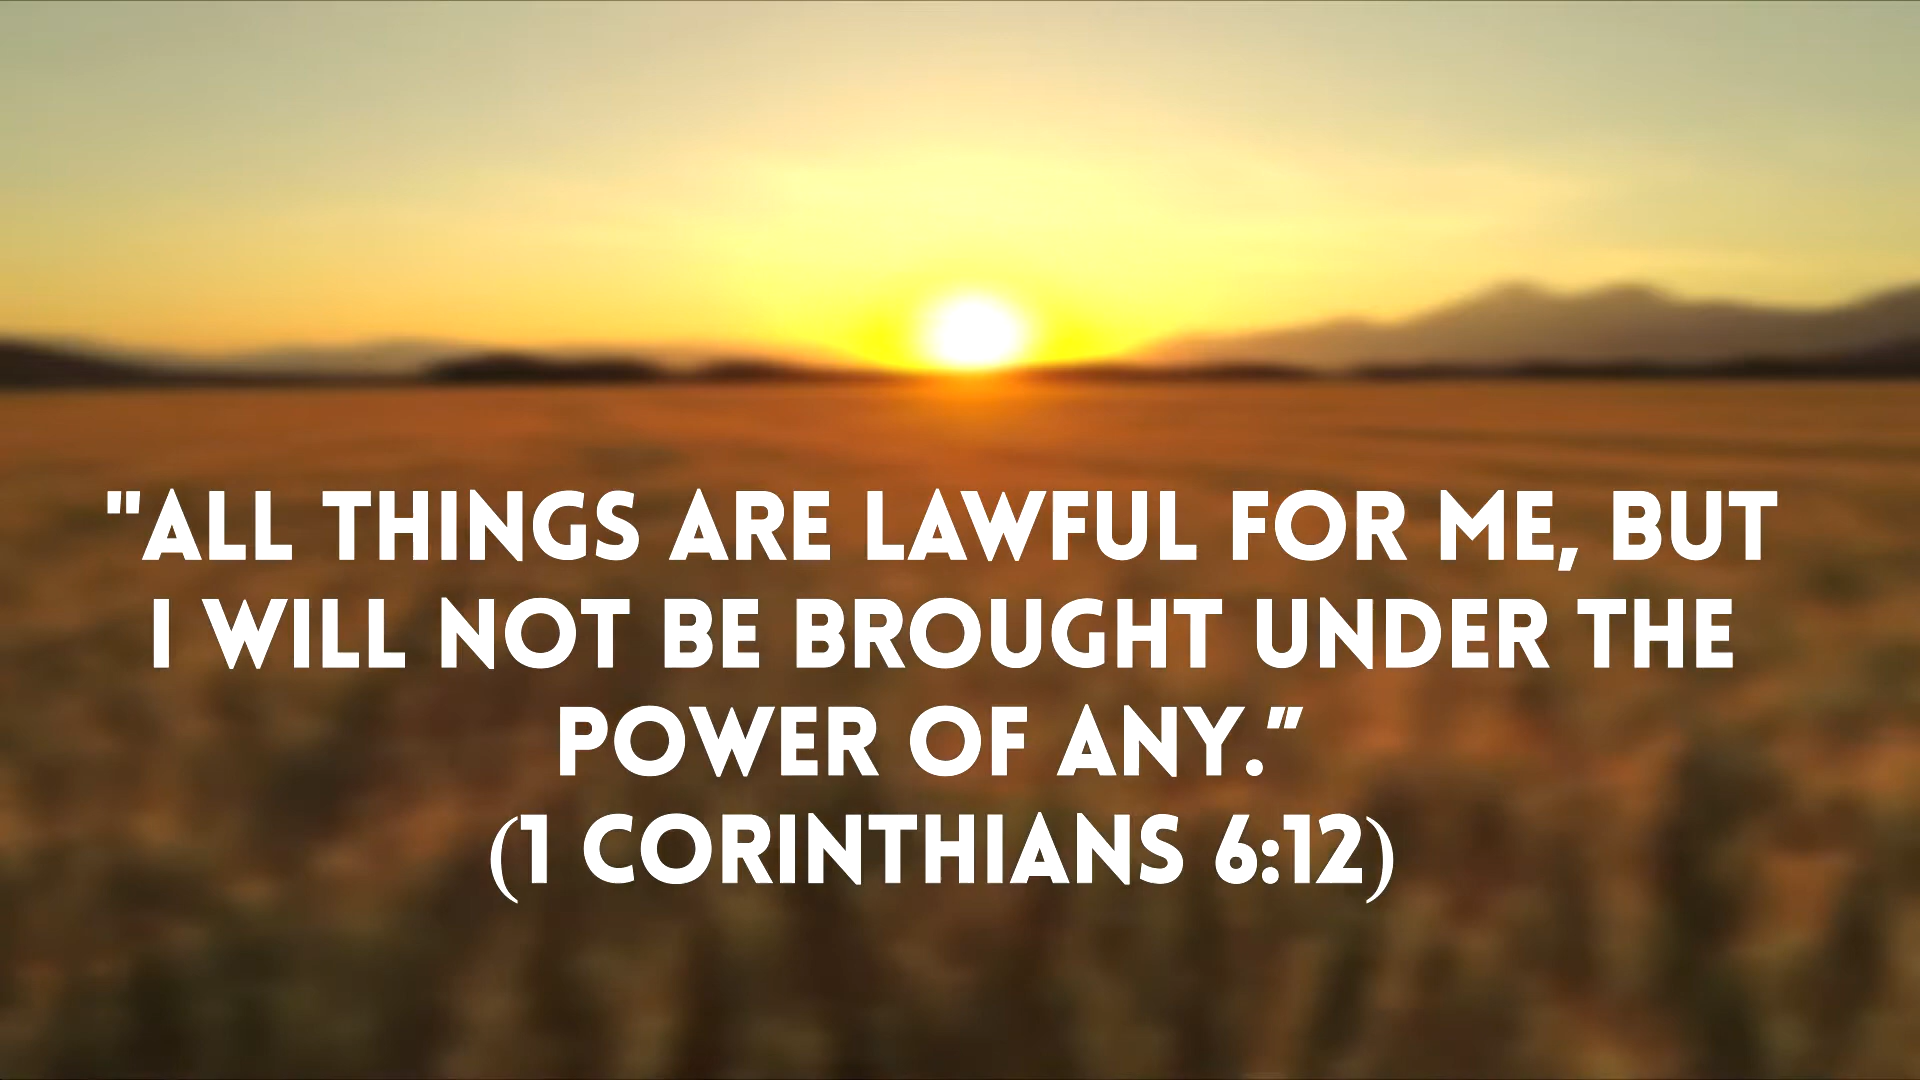 "ALL THINGS ARE LAWFUL FOR ME, BUT
I WILL NOT BE BROUGHT UNDER THE
POWER OF ANY.”
(1 CORINTHIANS 6:12)